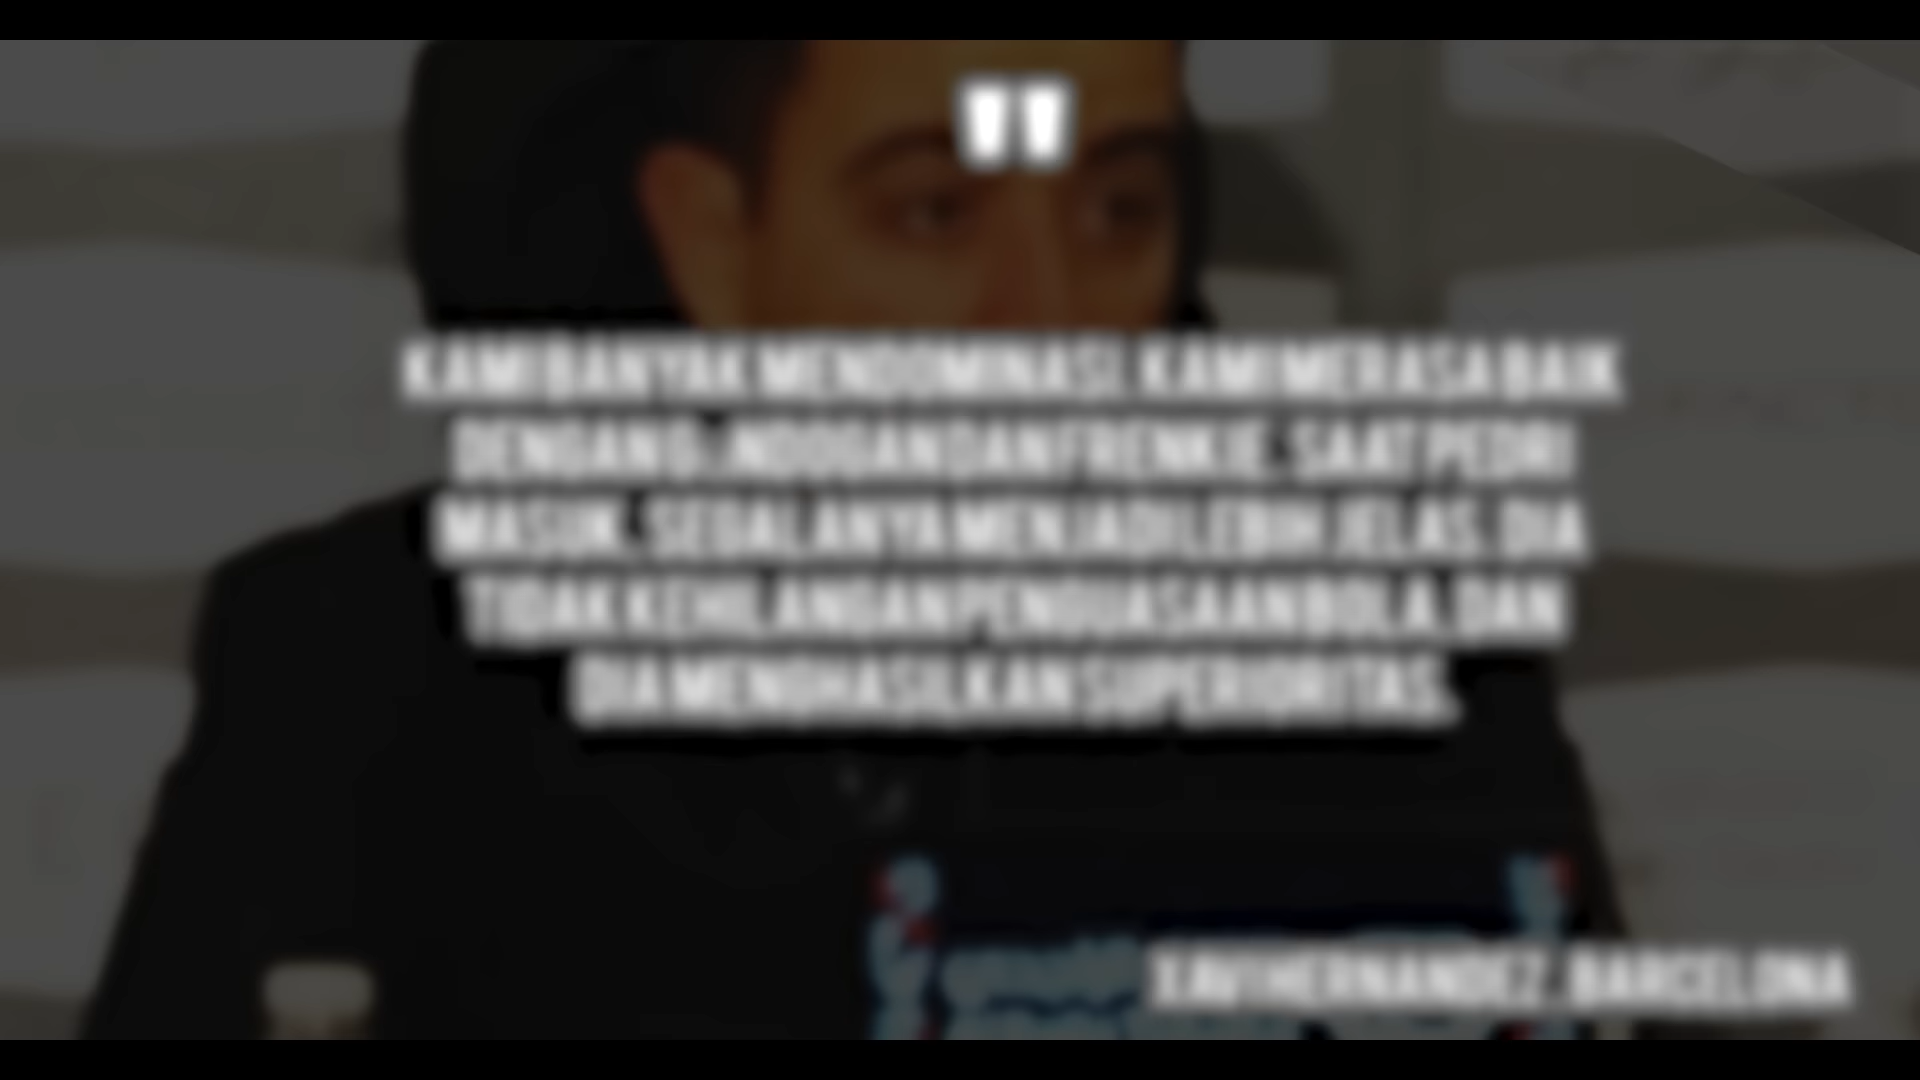 "
KAMI BANYAK MENDOMINASI. KAMI MERASA BAIK
DENGAN DAN FRENKIE. SAAT PEDRI
MASUK, SEGALANYA MENJADI LEBIH JELAS. DIA
TIDAK KEHILANGAN PENGUASAAN BOLA, DAN
DIA MENGHASILKAN SUPERIORITAS.
XAVI HERNANDEZ, BARCELONA